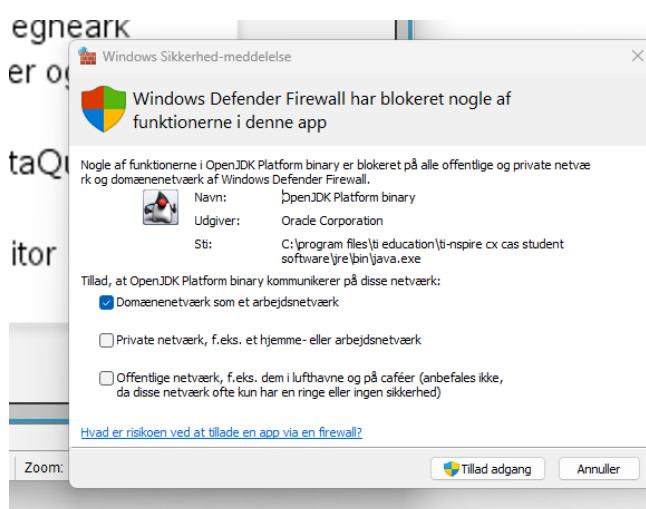 egneark
er og
Windows Sikkerhed-meddelelse
Windows Defender Firewall har blokeret nogle af
funktionerne i denne app
taQu
Nogle af funktionerne i OpenJDK Platform binary er blokeret på alle offentlige og private netvæ
rk og domænenetværk af Windows Defender Firewall.
Navn: OpenJDK Platform binary
Udgiver: Oracle Corporation
itor
Sti: C:\program files\ti education\ti-nspire cx cas student
software\jre\bin\java.exe
Tillad, at OpenJDK Platform binary kommunikerer på disse netværk:
Domænenetværk som et arbejdsnetværk
Private netværk, f.eks. et hjemme- eller arbejdsnetværk
Offentlige netværk, f.eks. dem i lufthavne og på caféer (anbefales ikke,
da disse netværk ofte kun har en ringe eller ingen sikkerhed)
Hvad er risikoen ved at tillade en app via en firewall?
Zoom:
Tillad adgang
Annuller